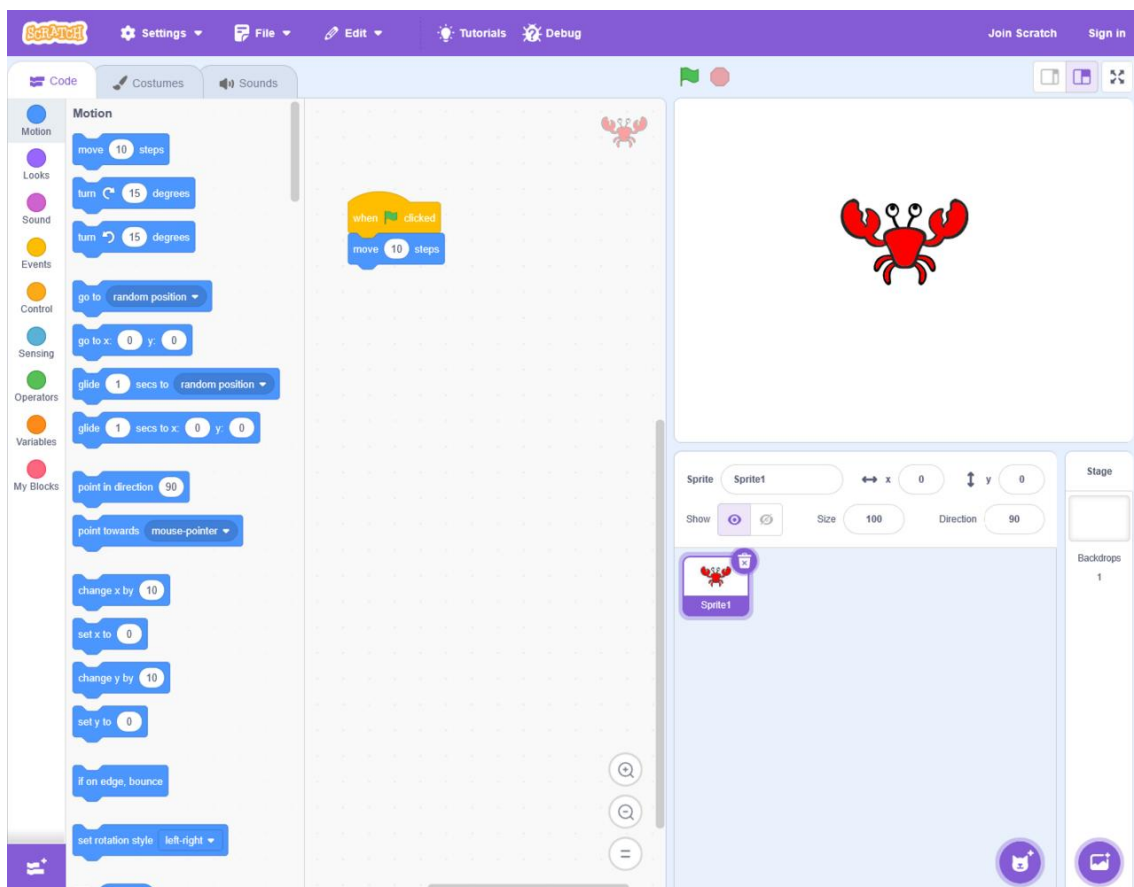 SCRATCH Settings File Edit Tutorials Debug Join Scratch Sign in
Code Costumes Sounds
Motion
Looks
Sound
Events
Control
Sensing
Operators
Variables
My Blocks
Motion
move 10 steps
turn 15 degrees
turn 15 degrees
go to random position
go to x: 0 y: 0
glide 1 secs to random position
glide 1 secs to x: 0 y: 0
point in direction 90
point towards mouse-pointer
change x by 10
set x to 0
change y by 10
set y to 0
if on edge, bounce
set rotation style left-right
when clicked
move 10 steps
Sprite Sprite1 x 0 y 0
Show Size 100 Direction 90
Sprite1
Stage
Backdrops
1